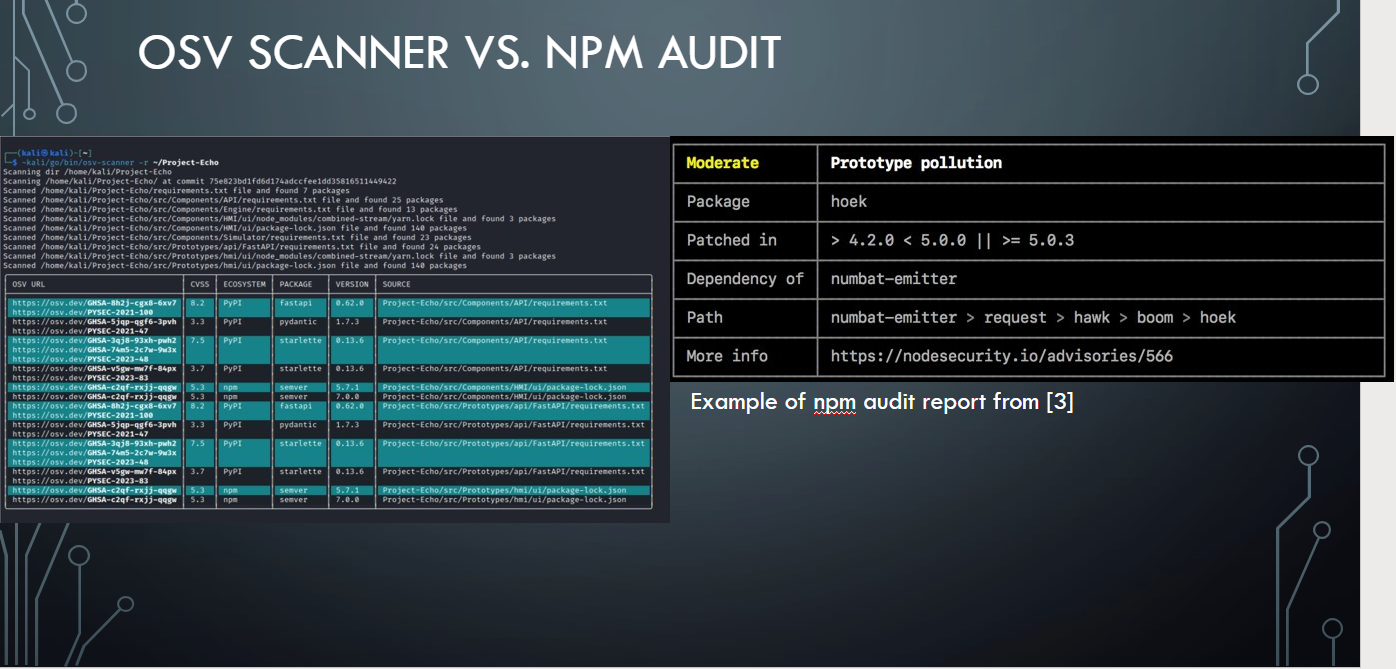 OSV SCANNER VS. NPM AUDIT
┌──(kali㉿kali)-[~]
└─$ ~kali/go/bin/osv-scanner -r ~/Project-Echo
Scanning dir /home/kali/Project-Echo
Scanning /home/kali/Project-Echo/ at commit 75e823bd1fd6d174adccfee1dd35816511449422
Scanned /home/kali/Project-Echo/requirements.txt file and found 7 packages
Scanned /home/kali/Project-Echo/src/Components/API/requirements.txt file and found 25 packages
Scanned /home/kali/Project-Echo/src/Components/Engine/requirements.txt file and found 13 packages
Scanned /home/kali/Project-Echo/src/Components/HMI/ui/node_modules/combined-stream/yarn.lock file and found 3 packages
Scanned /home/kali/Project-Echo/src/Components/HMI/ui/package-lock.json file and found 140 packages
Scanned /home/kali/Project-Echo/src/Components/Simulator/requirements.txt file and found 23 packages
Scanned /home/kali/Project-Echo/src/Prototypes/api/FastAPI/requirements.txt file and found 24 packages
Scanned /home/kali/Project-Echo/src/Prototypes/hmi/ui/node_modules/combined-stream/yarn.lock file and found 3 packages
Scanned /home/kali/Project-Echo/src/Prototypes/hmi/ui/package-lock.json file and found 140 packages
OSV URL CVSS ECOSYSTEM PACKAGE VERSION SOURCE
https://osv.dev/GHSA-8h2j-cgx8-6xv7 8.2 PyPI fastapi 0.62.0 Project-Echo/src/Components/API/requirements.txt
https://osv.dev/PYSEC-2021-100
https://osv.dev/GHSA-5jqp-qgf6-3pvh 3.3 PyPI pydantic 1.7.3 Project-Echo/src/Components/API/requirements.txt
https://osv.dev/PYSEC-2021-47
https://osv.dev/GHSA-3qj8-93xh-pwh2 7.5 PyPI starlette 0.13.6 Project-Echo/src/Components/API/requirements.txt
https://osv.dev/GHSA-74m5-2c7w-9w3x
https://osv.dev/PYSEC-2023-48
https://osv.dev/GHSA-v5gw-mw7f-84px 3.7 PyPI starlette 0.13.6 Project-Echo/src/Components/API/requirements.txt
https://osv.dev/PYSEC-2023-83
https://osv.dev/GHSA-c2qf-rxjj-qqgw 5.3 npm semver 5.7.1 Project-Echo/src/Components/HMI/ui/package-lock.json
https://osv.dev/GHSA-c2qf-rxjj-qqgw 5.3 npm semver 7.0.0 Project-Echo/src/Components/HMI/ui/package-lock.json
https://osv.dev/GHSA-8h2j-cgx8-6xv7 8.2 PyPI fastapi 0.62.0 Project-Echo/src/Prototypes/api/FastAPI/requirements.txt
https://osv.dev/PYSEC-2021-100
https://osv.dev/GHSA-5jqp-qgf6-3pvh 3.3 PyPI pydantic 1.7.3 Project-Echo/src/Prototypes/api/FastAPI/requirements.txt
https://osv.dev/PYSEC-2021-47
https://osv.dev/GHSA-3qj8-93xh-pwh2 7.5 PyPI starlette 0.13.6 Project-Echo/src/Prototypes/api/FastAPI/requirements.txt
https://osv.dev/GHSA-74m5-2c7w-9w3x
https://osv.dev/PYSEC-2023-48
https://osv.dev/GHSA-v5gw-mw7f-84px 3.7 PyPI starlette 0.13.6 Project-Echo/src/Prototypes/api/FastAPI/requirements.txt
https://osv.dev/PYSEC-2023-83
https://osv.dev/GHSA-c2qf-rxjj-qqgw 5.3 npm semver 5.7.1 Project-Echo/src/Prototypes/hmi/ui/package-lock.json
https://osv.dev/GHSA-c2qf-rxjj-qqgw 5.3 npm semver 7.0.0 Project-Echo/src/Prototypes/hmi/ui/package-lock.json
Moderate Prototype pollution
Package hoek
Patched in > 4.2.0 < 5.0.0 || >= 5.0.3
Dependency of numbat-emitter
Path numbat-emitter > request > hawk > boom > hoek
More info https://nodesecurity.io/advisories/566
Example of npm audit report from [3]